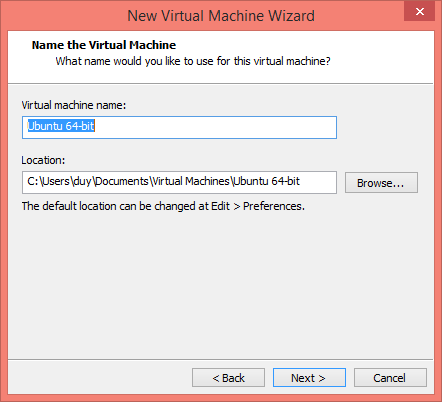 New Virtual Machine Wizard
Name the Virtual Machine
What name would you like to use for this virtual machine?
Virtual machine name:
Ubuntu 64-bit
Location:
C:\Users\duy\Documents\Virtual Machines\Ubuntu 64-bit
Browse...
The default location can be changed at Edit > Preferences.
< Back
Next >
Cancel